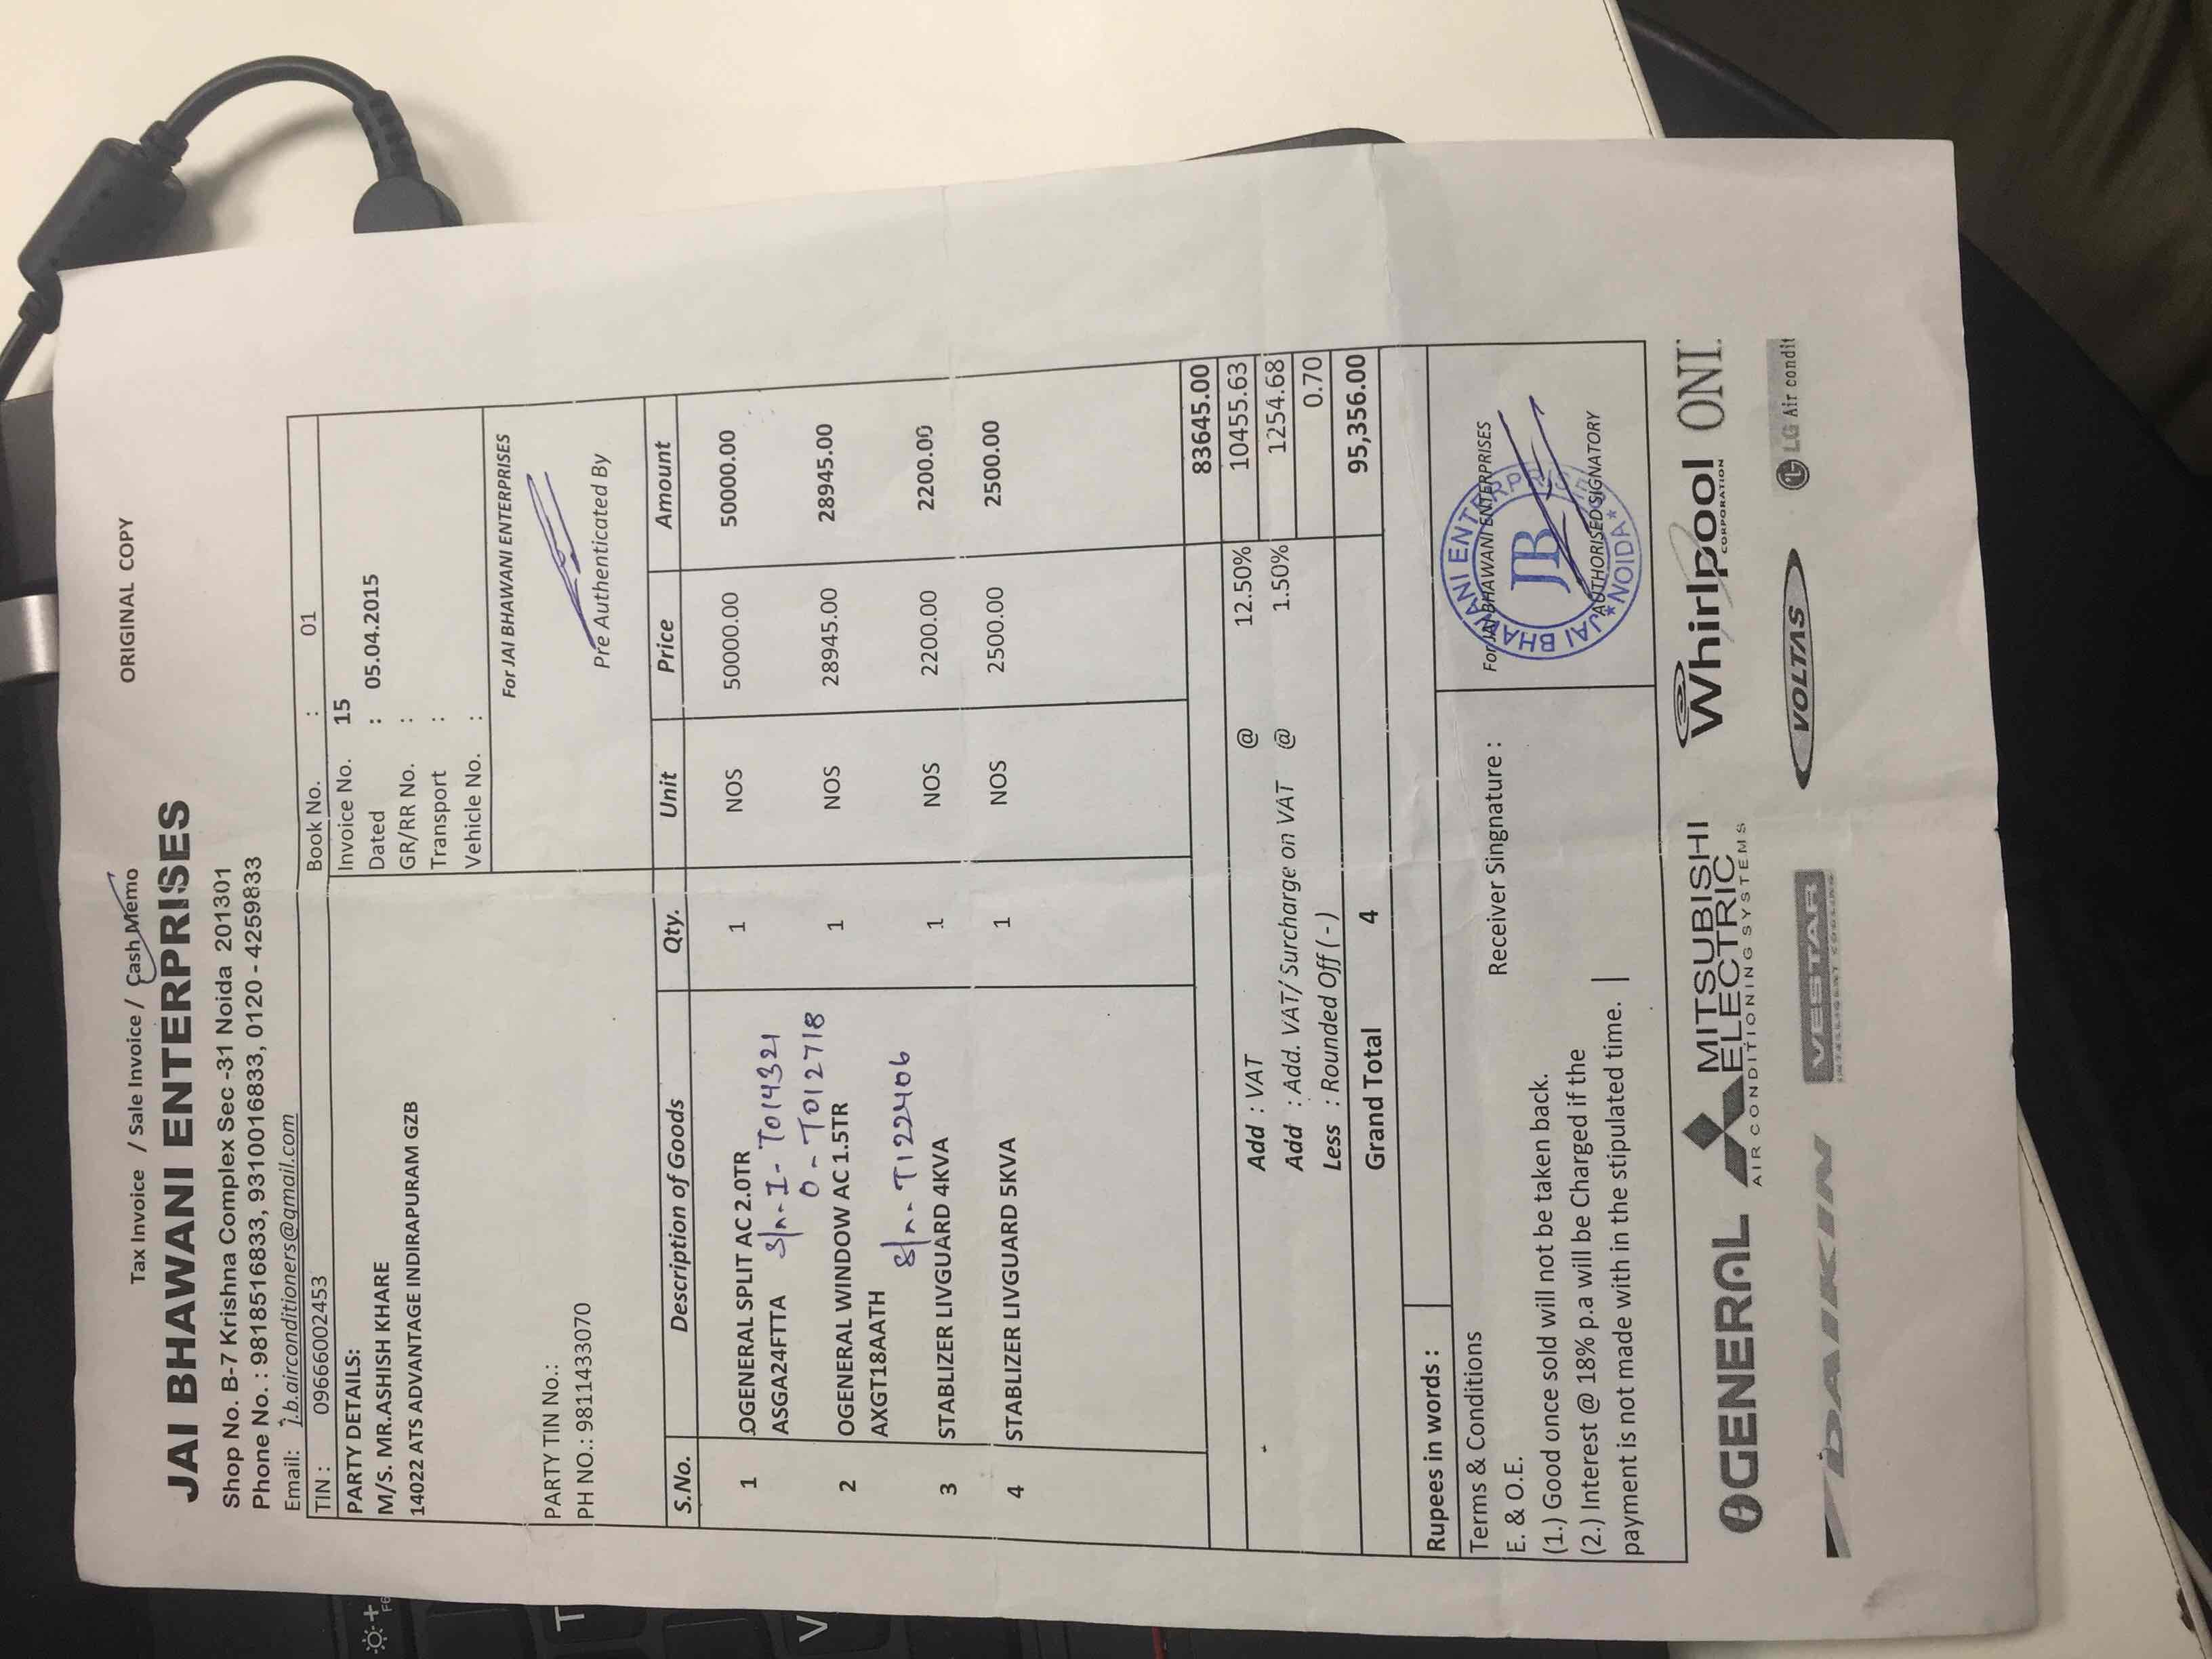 Tax Invoice / Sale Invoice / Cash Memo
ORIGINAL COPY
JAI BHAWANI ENTERPRISES
Shop No. B-7 Krishna Complex Sec -31 Noida 201301
Phone No. : 9818516833, 9310016833, 0120 - 4259833
Email: j.b.airconditioners@gmail.com
TIN : 09666002453
Book No. : 01
PARTY DETAILS:
M/S. MR.ASHISH KHARE
14022 ATS ADVANTAGE INDIRAPURAM GZB
Invoice No. 15
Dated : 05.04.2015
GR/RR No. :
Transport :
Vehicle No. :
For JAI BHAWANI ENTERPRISES
Pre Authenticated By
PARTY TIN No.:
PH NO.: 9811433070
S.No. Description of Goods Qty. Unit Price Amount
1 OGENERAL SPLIT AC 2.0TR 1 NOS 50000.00 50000.00
ASGA24FTTA S/n.- I - T014321
O - T012718
2 OGENERAL WINDOW AC 1.5TR 1 NOS 28945.00 28945.00
AXGT18AATH
S/n.- T122406
3 STABLIZER LIVGUARD 4KVA 1 NOS 2200.00 2200.00
4 STABLIZER LIVGUARD 5KVA 1 NOS 2500.00 2500.00
83645.00
Add : VAT @ 12.50% 10455.63
Add : Add. VAT/ Surcharge on VAT @ 1.50% 1254.68
Less : Rounded Off ( - ) 0.70
Grand Total 4 95,356.00
Rupees in words :
Terms & Conditions
E. & O.E.
(1.) Good once sold will not be taken back.
(2.) Interest @ 18% p.a will be Charged if the
payment is not made with in the stipulated time.
Receiver Singnature :
For JAI BHAWANI ENTERPRISES
AUTHORISED SIGNATORY
JAI BHAWANI ENTERPRISES
JB
* NOIDA *
OGENERAL
MITSUBISHI
ELECTRIC
AIR CONDITIONING SYSTEMS
Whirlpool
CORPORATION
ONI
DAIKIN
VESTAR
INTELLIGENT COOLING
VOLTAS
LG Air condit
F6
T
V